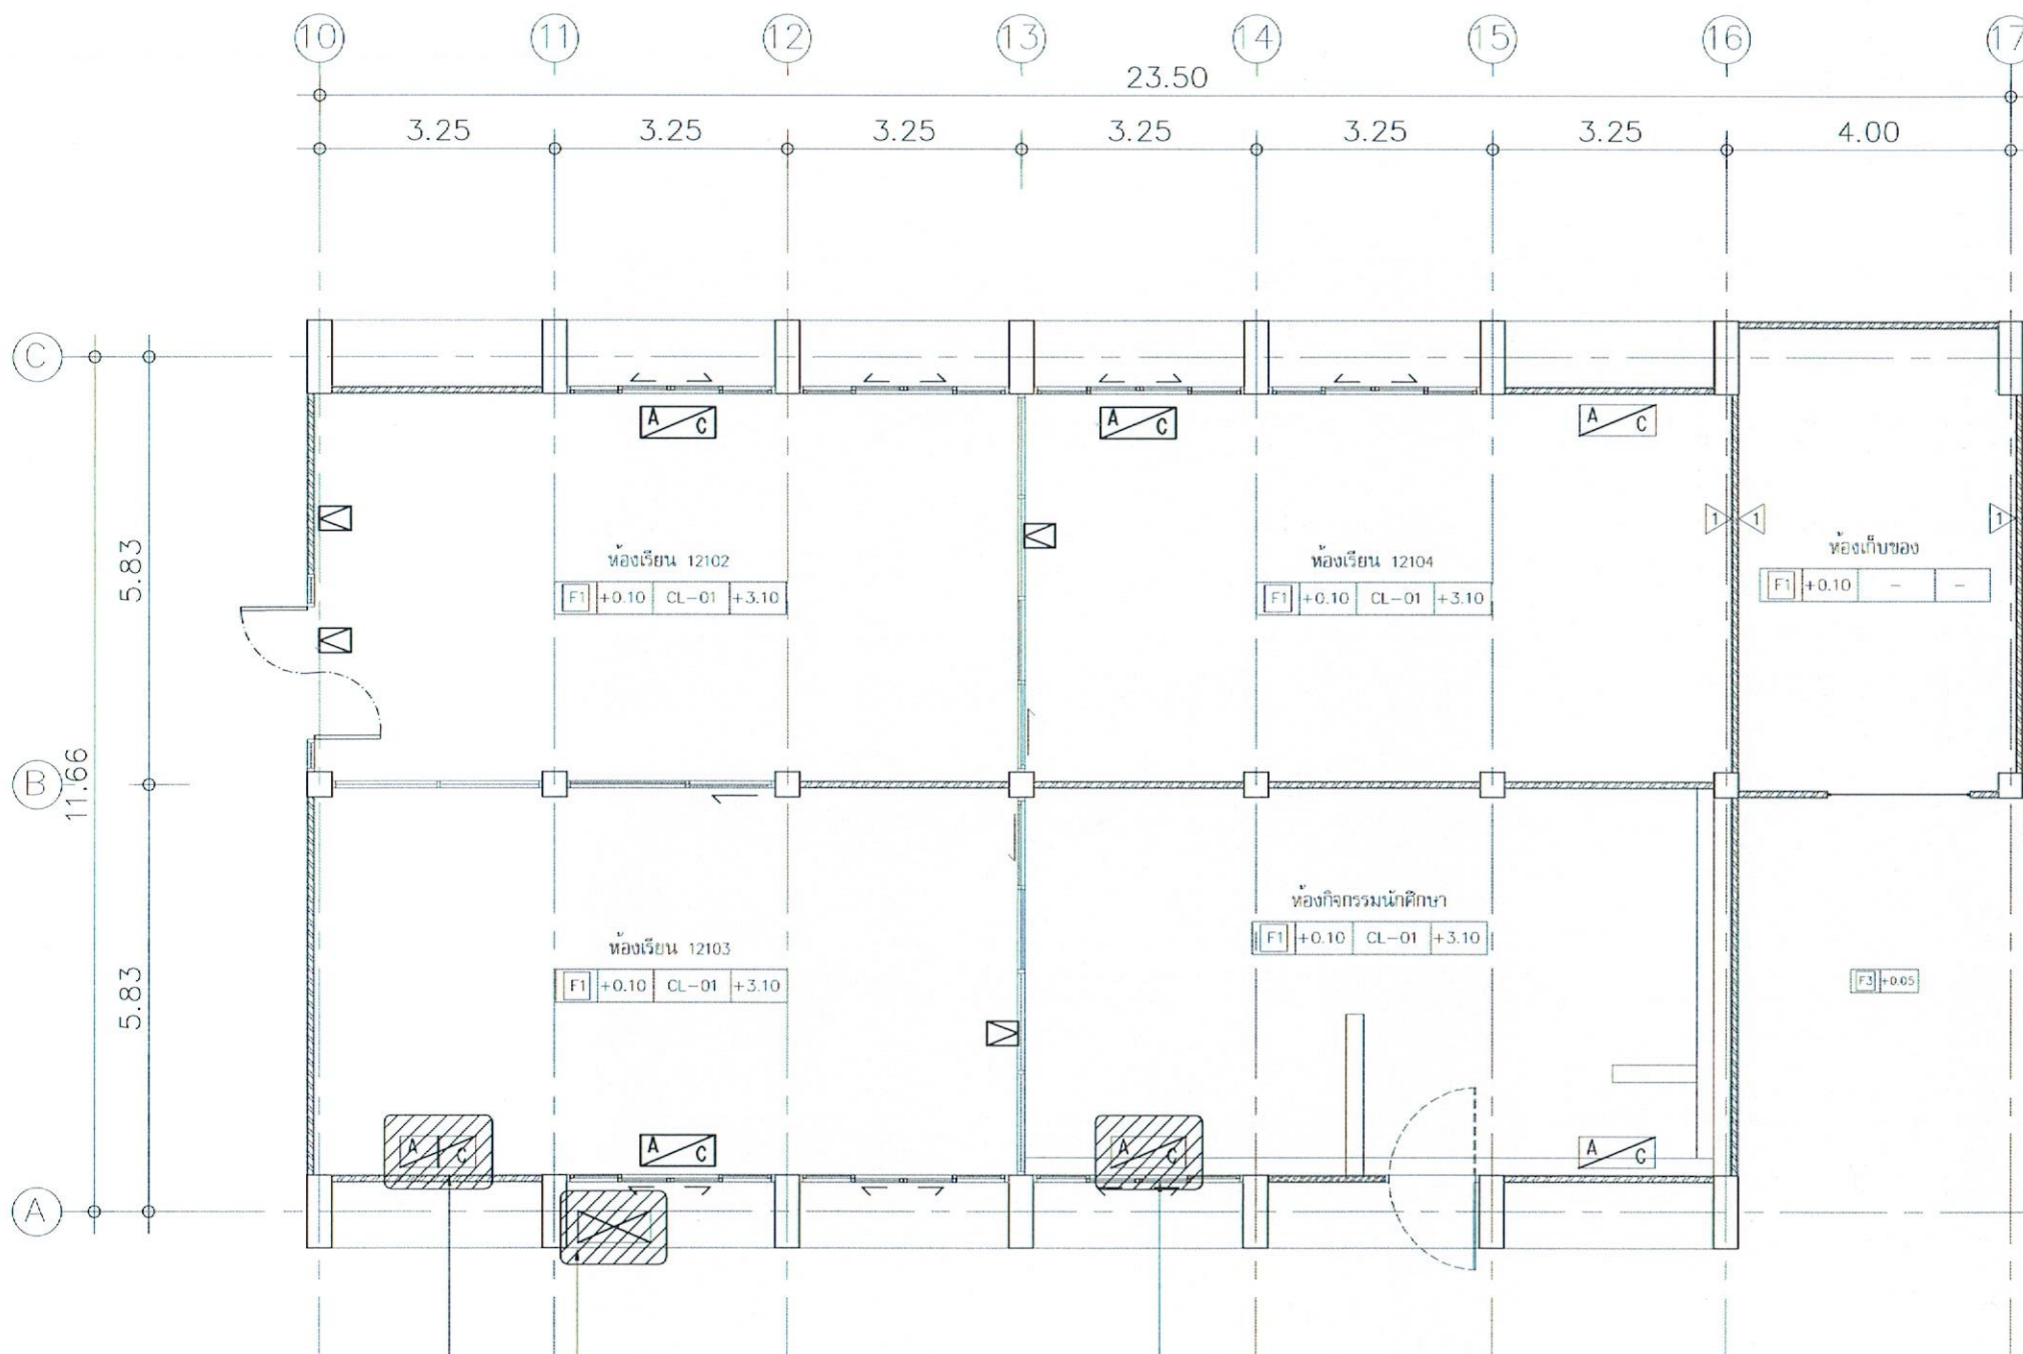 10 11 12 13 14 15 16 17
23.50
3.25 3.25 3.25 3.25 3.25 3.25 4.00
C
A C A C A C
1 1 1
5.83
ห้องเรียน 12102
F1 +0.10 CL-01 +3.10
ห้องเรียน 12104
F1 +0.10 CL-01 +3.10
ห้องเก็บของ
F1 +0.10 - -
B
11.66
5.83
ห้องเรียน 12103
F1 +0.10 CL-01 +3.10
ห้องกิจกรรมนักศึกษา
F1 +0.10 CL-01 +3.10
F3 +0.05
A C A C A C A C
A